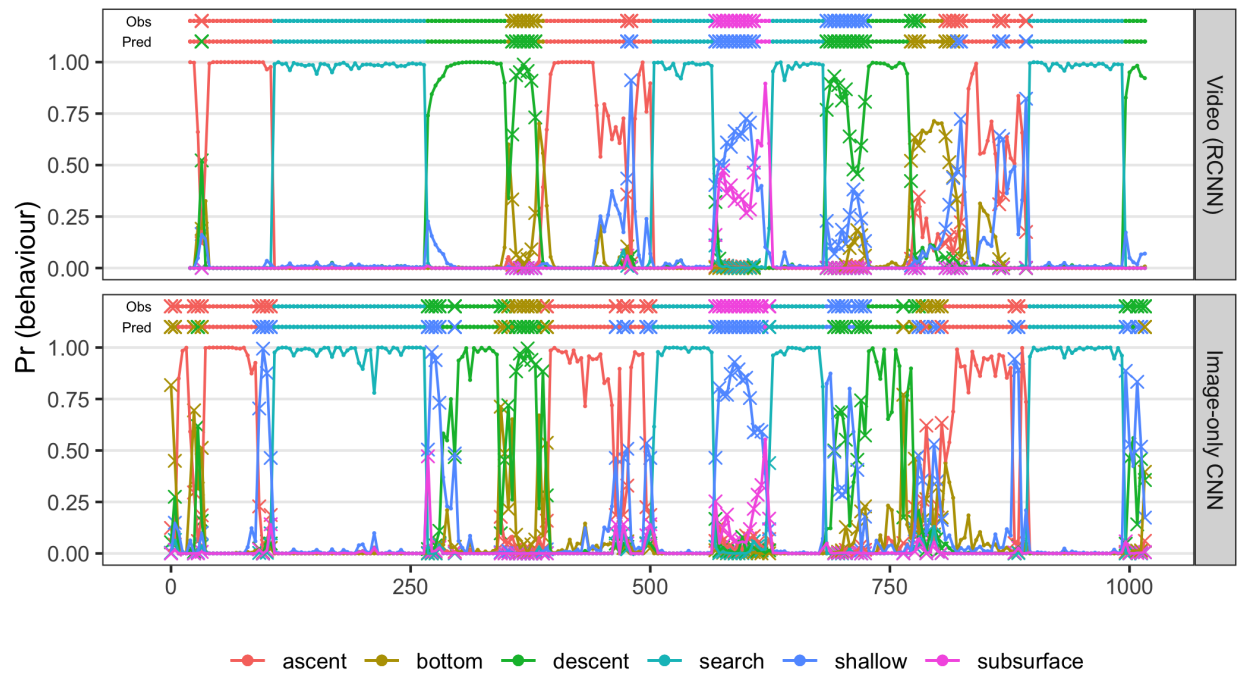 Obs
Pred
1.00
0.75
0.50
0.25
0.00
Video (RCNN)
Pr (behaviour)
Obs
Pred
1.00
0.75
0.50
0.25
0.00
Image-only CNN
0 250 500 750 1000
ascent bottom descent search shallow subsurface